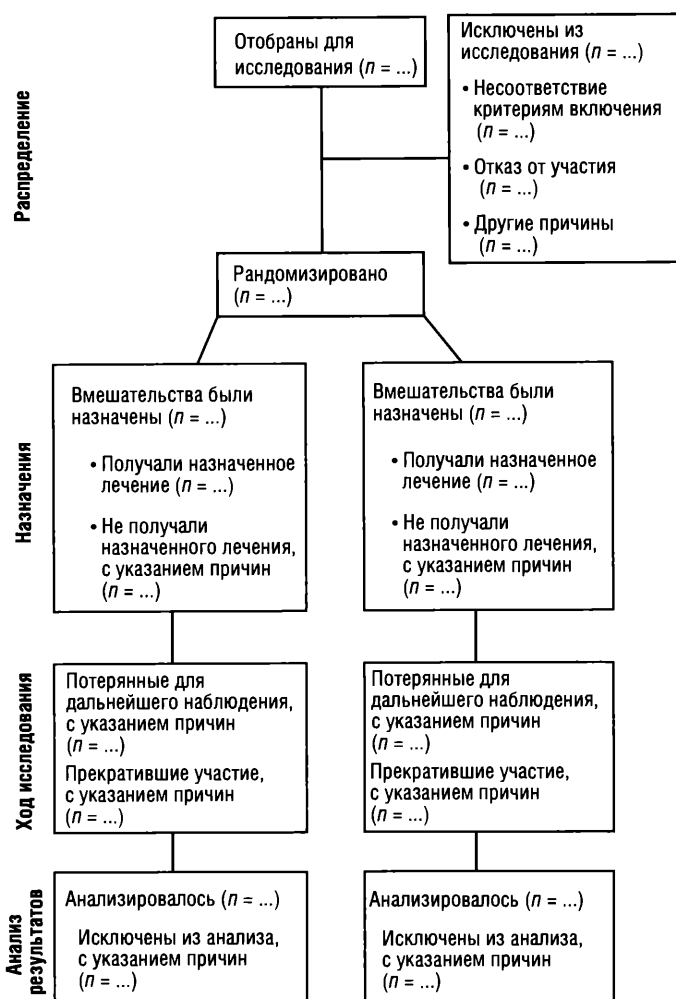 Распределение
Отобраны для
исследования (n = ...)
Исключены из
исследования (n = ...)
• Несоответствие
критериям включения
(n = ...)
• Отказ от участия
(n = ...)
• Другие причины
(n = ...)
Рандомизировано
(n = ...)
Назначения
Вмешательства были
назначены (n = ...)
• Получали назначенное
лечение (n = ...)
• Не получали
назначенного лечения,
с указанием причин
(n = ...)
Вмешательства были
назначены (n = ...)
• Получали назначенное
лечение (n = ...)
• Не получали
назначенного лечения,
с указанием причин
(n = ...)
Ход исследования
Потерянные для
дальнейшего наблюдения,
с указанием причин
(n = ...)
Прекратившие участие,
с указанием причин
(n = ...)
Потерянные для
дальнейшего наблюдения,
с указанием причин
(n = ...)
Прекратившие участие,
с указанием причин
(n = ...)
Анализ
результатов
Анализировалось (n = ...)
Исключены из анализа,
с указанием причин
(n = ...)
Анализировалось (n = ...)
Исключены из анализа,
с указанием причин
(n = ...)